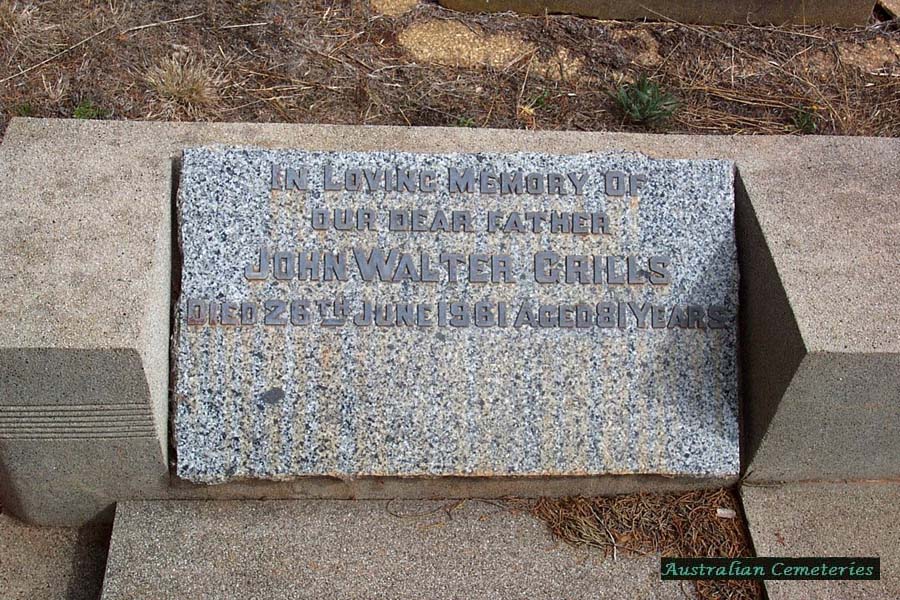 In Loving Memory Of
OUR DEAR FATHER
JOHN WALTER GRILLS
DIED 26TH JUNE 1961 AGED 81 YEARS.
Australian Cemeteries